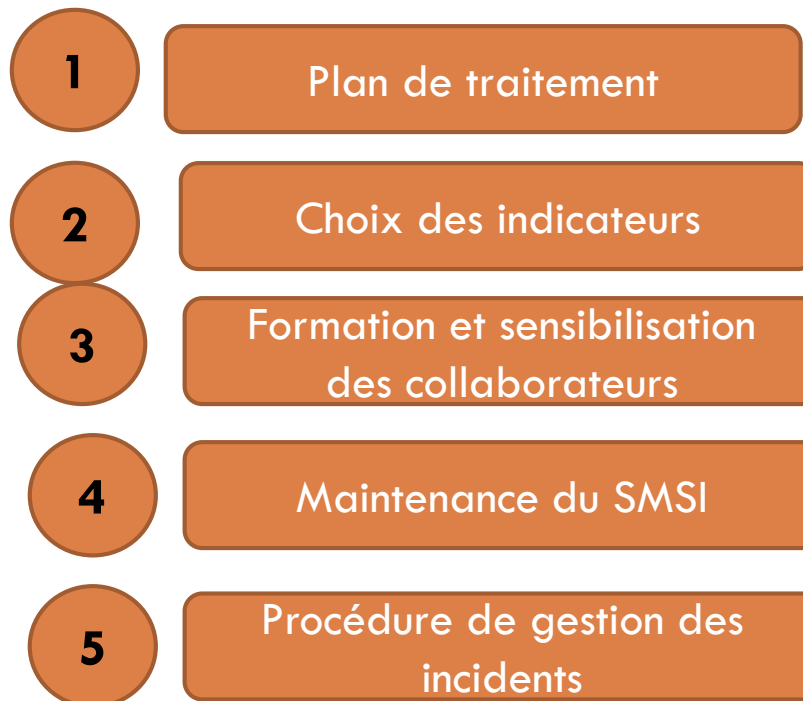 1
Plan de traitement
2
Choix des indicateurs
3
Formation et sensibilisation
des collaborateurs
4
Maintenance du SMSI
5
Procédure de gestion des
incidents